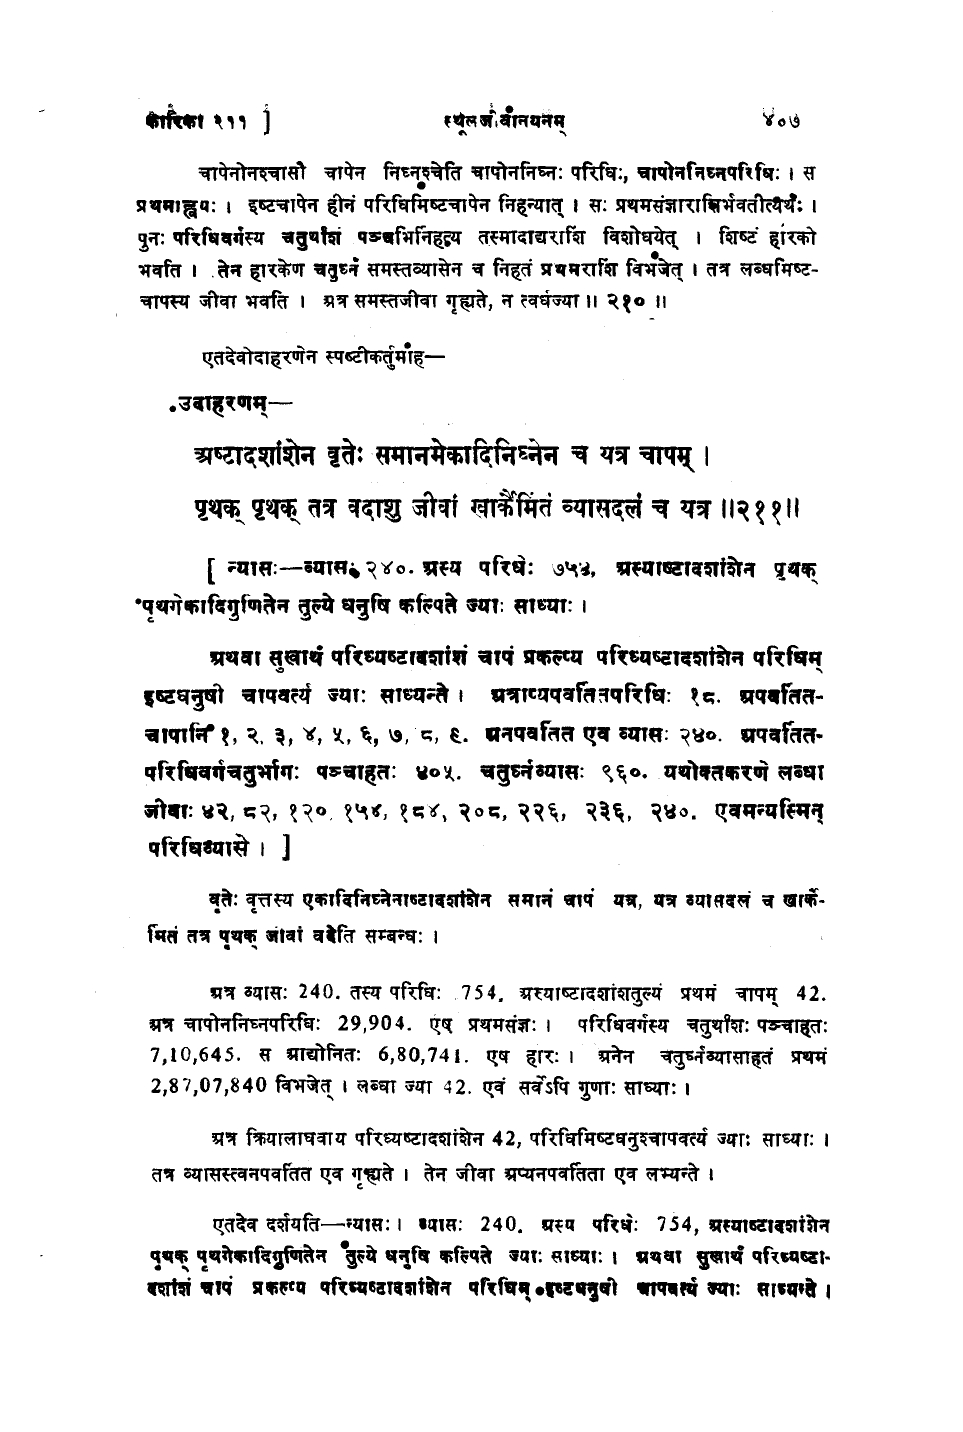 कारिका २११ ] स्थूलजीवानयनम् ४०७
चापेनोनश्चासौ चापेन निघ्नश्चेति चापोननिघ्नः परिधिः, चापोननिघ्नपरिधिः । स
प्रथमाह्वयः । इष्टचापेन हीनं परिधिमिष्टचापेन निहन्यात् । सः प्रथमसंज्ञाराशिर्भवतीत्यर्थः ।
पुनः परिधिवर्गस्य चतुर्थांशं पञ्चभिर्निहत्य तस्मादाद्यराशिं विशोधयेत् । शिष्टं हारको
भवति । तेन हारकेण चतुर्घ्नं समस्तव्यासेन च निहतं प्रथमराशिं विभजेत् । तत्र लब्धमिष्ट-
चापस्य जीवा भवति । अत्र समस्तजीवा गृह्यते, न त्वर्धज्या ॥ २१० ॥
एतदेवोदाहरणेन स्पष्टीकर्तुमाह—
उदाहरणम्—
अष्टादशांशेन वृतेः समानमेकादिनिघ्नेन च यत्र चापम् ।
पृथक् पृथक् तत्र वदाशु जीवां खार्कैर्मितं व्यासदलं च यत्र ॥२११॥
[ न्यासः—व्यासः २४०. अस्य परिधेः ७५४, अस्याष्टादशांशेन पृथक्
पृथगेकादिगुणितेन तुल्ये धनुषि कल्पिते ज्याः साध्याः ।
अथवा सुखार्थं परिध्यष्टादशांशं चापं प्रकल्प्य परिध्यष्टादशांशेन परिधिम्
इष्टधनुषी चापवर्त्य ज्याः साध्यन्ते । अत्राप्यपवर्तितपरिधिः १८. अपवर्तित-
चापानि १, २, ३, ४, ५, ६, ७, ८, ९. अनपवर्तित एव व्यासः २४०. अपवर्तित-
परिधिवर्गचतुर्भागः पञ्चाहतः ४०५. चतुर्घ्नव्यासः ९६०. यथोक्तकरणे लब्धा
जीवाः ४२, ८२, १२०, १५४, १८४, २०८, २२६, २३६, २४०. एवमन्यस्मिन्
परिधिव्यासे । ]
वृतेः वृत्तस्य एकादिनिघ्नेनाष्टादशांशेन समानं चापं यत्र, यत्र व्यासदलं च खार्कै-
र्मितं तत्र पृथक् जीवां वदेति सम्बन्धः ।
अत्र व्यासः 240. तस्य परिधिः 754. अस्याष्टादशांशतुल्यं प्रथमं चापम् 42.
अत्र चापोननिघ्नपरिधिः 29,904. एष प्रथमसंज्ञः । परिधिवर्गस्य चतुर्थांशः पञ्चाहतः
7,10,645. स आद्योनितः 6,80,741. एष हारः । अनेन चतुर्घ्नव्यासाहतं प्रथमं
2,87,07,840 विभजेत् । लब्धा ज्या 42. एवं सर्वेऽपि गुणाः साध्याः ।
अत्र क्रियालाघवाय परिध्यष्टादशांशेन 42, परिधिमिष्टधनुश्चापवर्त्य ज्याः साध्याः ।
तत्र व्यासस्त्वनपवर्तित एव गृह्यते । तेन जीवा अप्यनपवर्तिता एव लभ्यन्ते ।
एतदेव दर्शयति—न्यासः । व्यासः 240. अस्य परिधेः 754, अस्याष्टादशांशेन
पृथक् पृथगेकादिगुणितेन तुल्ये धनुषि कल्पिते ज्याः साध्याः । अथवा सुखार्थं परिध्यष्टा-
दशांशं चापं प्रकल्प्य परिध्यष्टादशांशेन परिधिम् इष्टधनुषी चापवर्त्य ज्याः साध्यन्ते ।